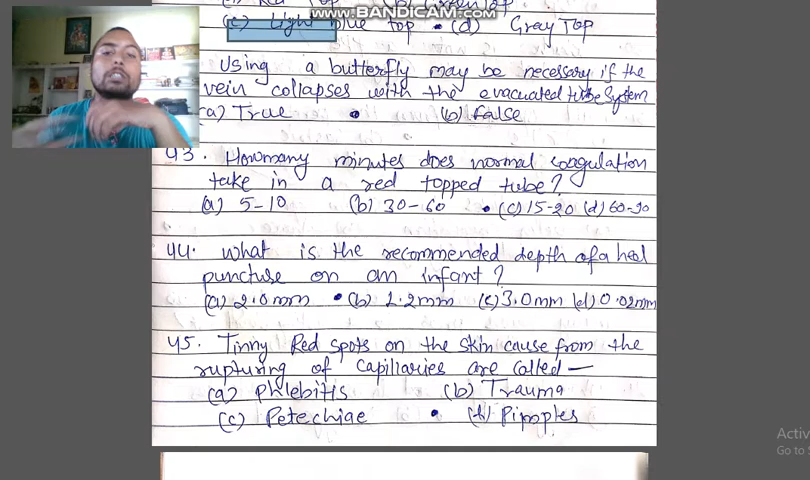 WWW.BANDICAM.COM
(c) Light blue top (d) Gray Top
Using a butterfly may be necessary if the
vein collapses with the evacuated tube System
(a) True (b) False
43. Howmany minutes does normal coagulation
take in a red topped tube?
(a) 5-10 (b) 30-60 (c) 15-20 (d) 60-90
44. What is the recommended depth of a heel
puncture on an infant?
(a) 2.0mm (b) 1.2mm (c) 3.0mm (d) 0.02mm
45. Tinny Red spots on the skin cause from the
rupturing of capillaries are called —
(a) Phlebitis (b) Trauma
(c) Petechiae (d) Pimples
Activ
Go to S